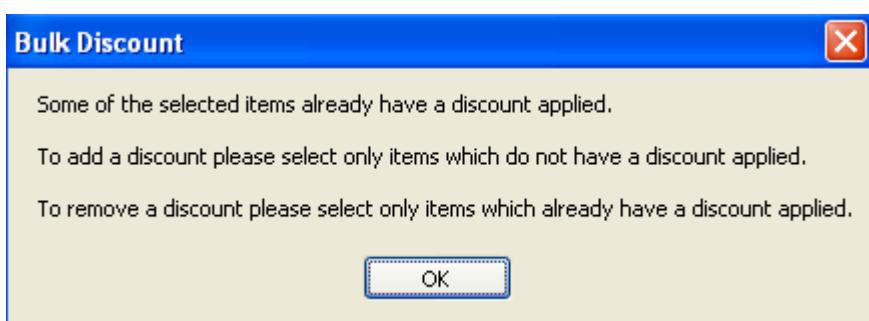 Bulk Discount
Some of the selected items already have a discount applied.
To add a discount please select only items which do not have a discount applied.
To remove a discount please select only items which already have a discount applied.
OK